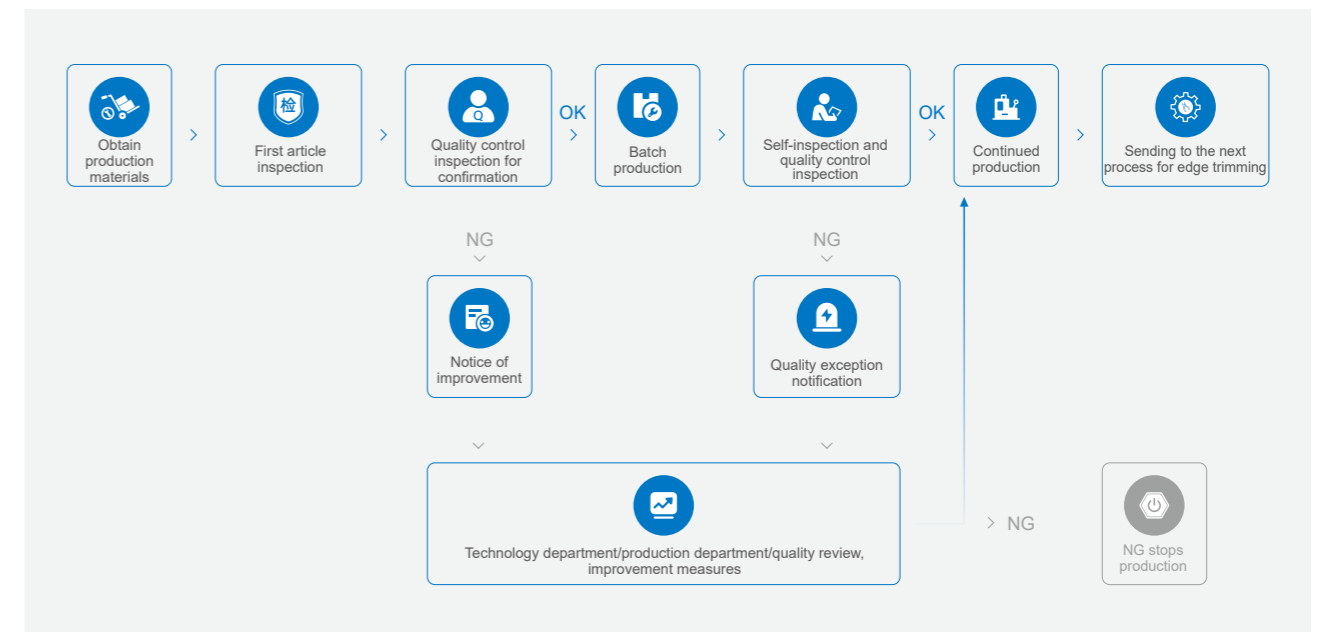 Obtain
production
materials
检
First article
inspection
Q
Quality control
inspection for
confirmation
OK
Batch
production
Self-inspection and
quality control
inspection
OK
Continued
production
Sending to the next
process for edge trimming
NG
NG
Notice of
improvement
Quality exception
notification
Technology department/production department/quality review,
improvement measures
NG
NG stops
production